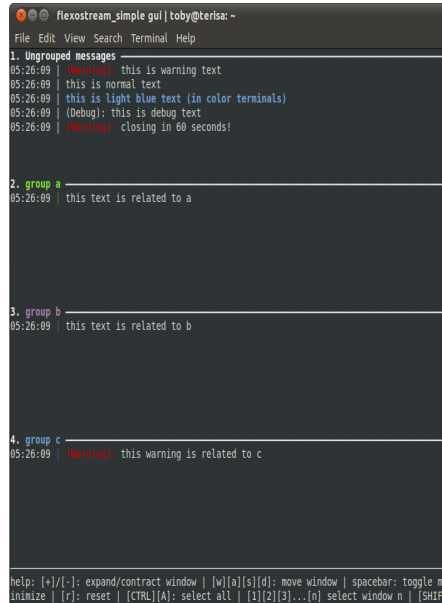 flexostream_simple gui | toby@terisa: ~
File Edit View Search Terminal Help
1. Ungrouped messages
05:26:09 | (Warning) this is warning text
05:26:09 | this is normal text
05:26:09 | this is light blue text (in color terminals)
05:26:09 | (Debug): this is debug text
05:26:09 | (Warning) closing in 60 seconds!
2. group a
05:26:09 | this text is related to a
3. group b
05:26:09 | this text is related to b
4. group c
05:26:09 | (Warning) this warning is related to c
help: [+]/[-]: expand/contract window | [w][a][s][d]: move window | spacebar: toggle m
inimize | [r]: reset | [CTRL][A]: select all | [1][2][3]...[n] select window n | [SHIF